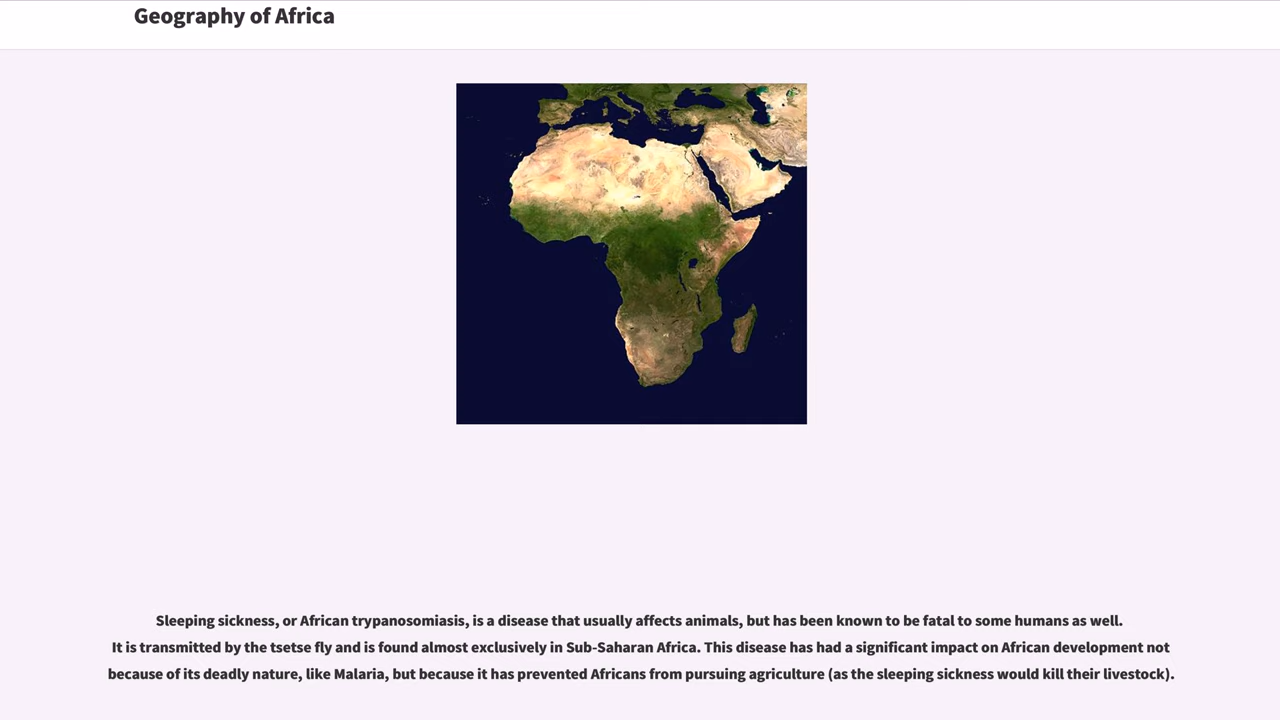 Geography of Africa
Sleeping sickness, or African trypanosomiasis, is a disease that usually affects animals, but has been known to be fatal to some humans as well.
It is transmitted by the tsetse fly and is found almost exclusively in Sub-Saharan Africa. This disease has had a significant impact on African development not
because of its deadly nature, like Malaria, but because it has prevented Africans from pursuing agriculture (as the sleeping sickness would kill their livestock).